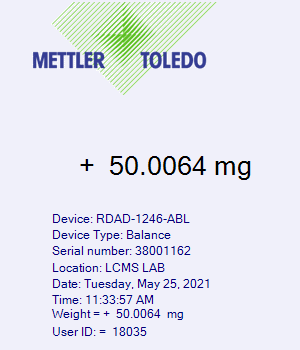 METTLER TOLEDO
+ 50.0064 mg
Device: RDAD-1246-ABL
Device Type: Balance
Serial number: 38001162
Location: LCMS LAB
Date: Tuesday, May 25, 2021
Time: 11:33:57 AM
Weight = + 50.0064 mg
User ID: = 18035